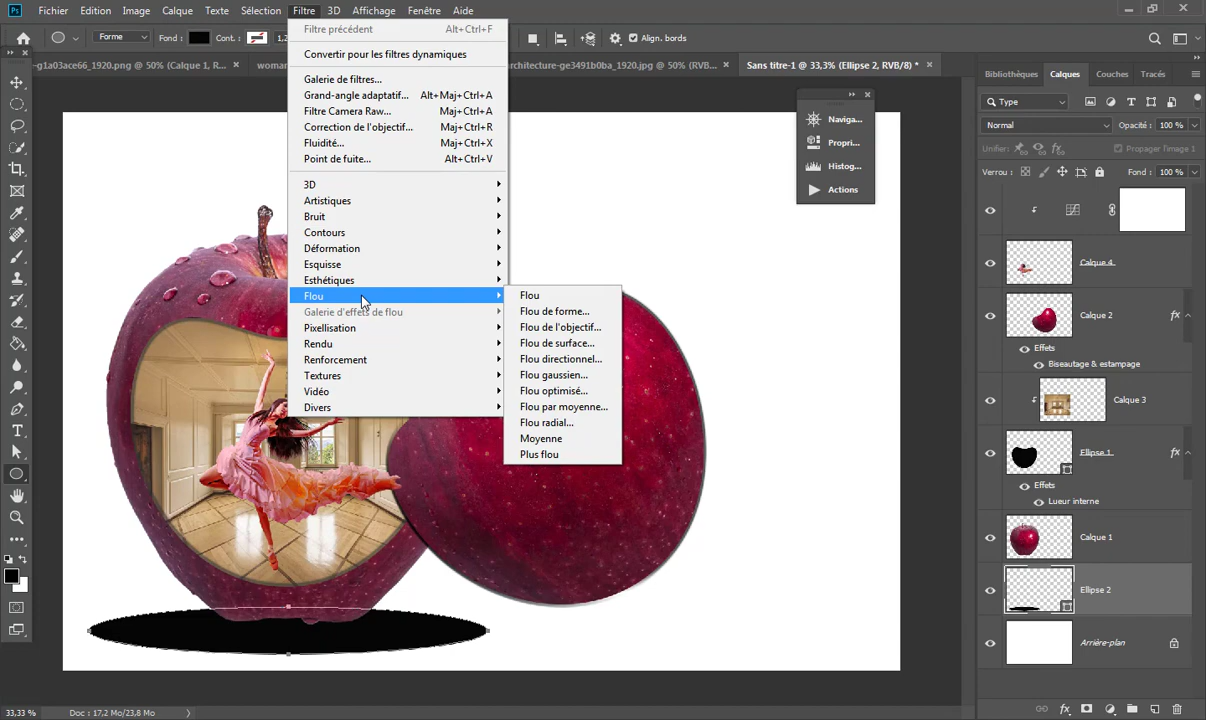 Ps Fichier Edition Image Calque Texte Sélection Filtre 3D Affichage Fenêtre Aide
Forme Fond : Cont. : Align. bords
-g1a03ace66_1920.png @ 50% (Calque 1, R... woman architecture-ge3491b0ba_1920.jpg @ 50% (RVB... Sans titre-1 @ 33,3% (Ellipse 2, RVB/8) *
Filtre précédent Alt+Ctrl+F
Convertir pour les filtres dynamiques
Galerie de filtres...
Grand-angle adaptatif... Alt+Maj+Ctrl+A
Filtre Camera Raw... Maj+Ctrl+A
Correction de l'objectif... Maj+Ctrl+R
Fluidité... Maj+Ctrl+X
Point de fuite... Alt+Ctrl+V
3D
Artistiques
Bruit
Contours
Déformation
Esquisse
Esthétiques
Flou
Galerie d'effets de flou
Pixellisation
Rendu
Renforcement
Textures
Vidéo
Divers
Flou
Flou de forme...
Flou de l'objectif...
Flou de surface...
Flou directionnel...
Flou gaussien...
Flou optimisé...
Flou par moyenne...
Flou radial...
Moyenne
Plus flou
Naviga...
Propri...
Histog...
Actions
Bibliothèques Calques Couches Tracés
Type
Normal Opacité : 100 %
Unifier : Propager l'image 1
Verrou : Fond : 100 %
Calque 4
Calque 2 fx
Effets
Biseautage & estampage
Calque 3
Ellipse 1 fx
Effets
Lueur interne
Calque 1
Ellipse 2
Arrière-plan
33,33 % Doc : 17,2 Mo/23,8 Mo